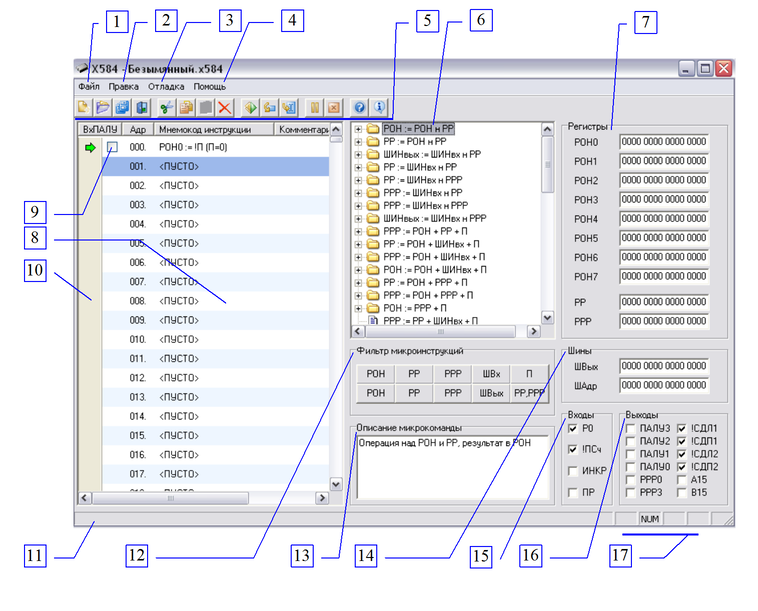 1 2 3 4 5 6 7
X584 - Безымянный.x584
Файл Правка Отладка Помощь
ВхПАЛУ Адр Мнемокод инструкции Комментари
000. РОН0 := !П (П=0)
001. <ПУСТО>
002. <ПУСТО>
003. <ПУСТО>
004. <ПУСТО>
005. <ПУСТО>
006. <ПУСТО>
007. <ПУСТО>
008. <ПУСТО>
009. <ПУСТО>
010. <ПУСТО>
011. <ПУСТО>
012. <ПУСТО>
013. <ПУСТО>
014. <ПУСТО>
015. <ПУСТО>
016. <ПУСТО>
017. <ПУСТО>
9
8
10
РОН := РОН н РР
РР := РОН н РР
ШИНвых := ШИНвх н РР
РР := ШИНвх н РР
РР := ШИНвх н РРР
РРР := ШИНвх н РР
РРР := ШИНвх н РРР
ШИНвых := ШИНвх н РРР
РРР := РОН + РР + П
РР := РОН + ШИНвх + П
РРР := РОН + ШИНвх + П
РОН := РОН + ШИНвх + П
РР := РОН + РРР + П
РРР := РОН + РРР + П
РОН := РРР + П
РРР := РР + ШИНвх + П
Фильтр микроинструкций
РОН РР РРР ШВх П
РОН РР РРР ШВых РР,РРР
Описание микрокоманды
Операция над РОН и РР, результат в РОН
Регистры
РОН0 0000 0000 0000 0000
РОН1 0000 0000 0000 0000
РОН2 0000 0000 0000 0000
РОН3 0000 0000 0000 0000
РОН4 0000 0000 0000 0000
РОН5 0000 0000 0000 0000
РОН6 0000 0000 0000 0000
РОН7 0000 0000 0000 0000
РР 0000 0000 0000 0000
РРР 0000 0000 0000 0000
Шины
ШВых 0000 0000 0000 0000
ШАдр 0000 0000 0000 0000
Входы
Р0
!ПСч
ИНКР
ПР
Выходы
ПАЛУ3 !СДЛ1
ПАЛУ2 !СДП1
ПАЛУ1 !СДЛ2
ПАЛУ0 !СДП2
РРР0 А15
РРР3 В15
NUM
11 12 13 14 15 16 17